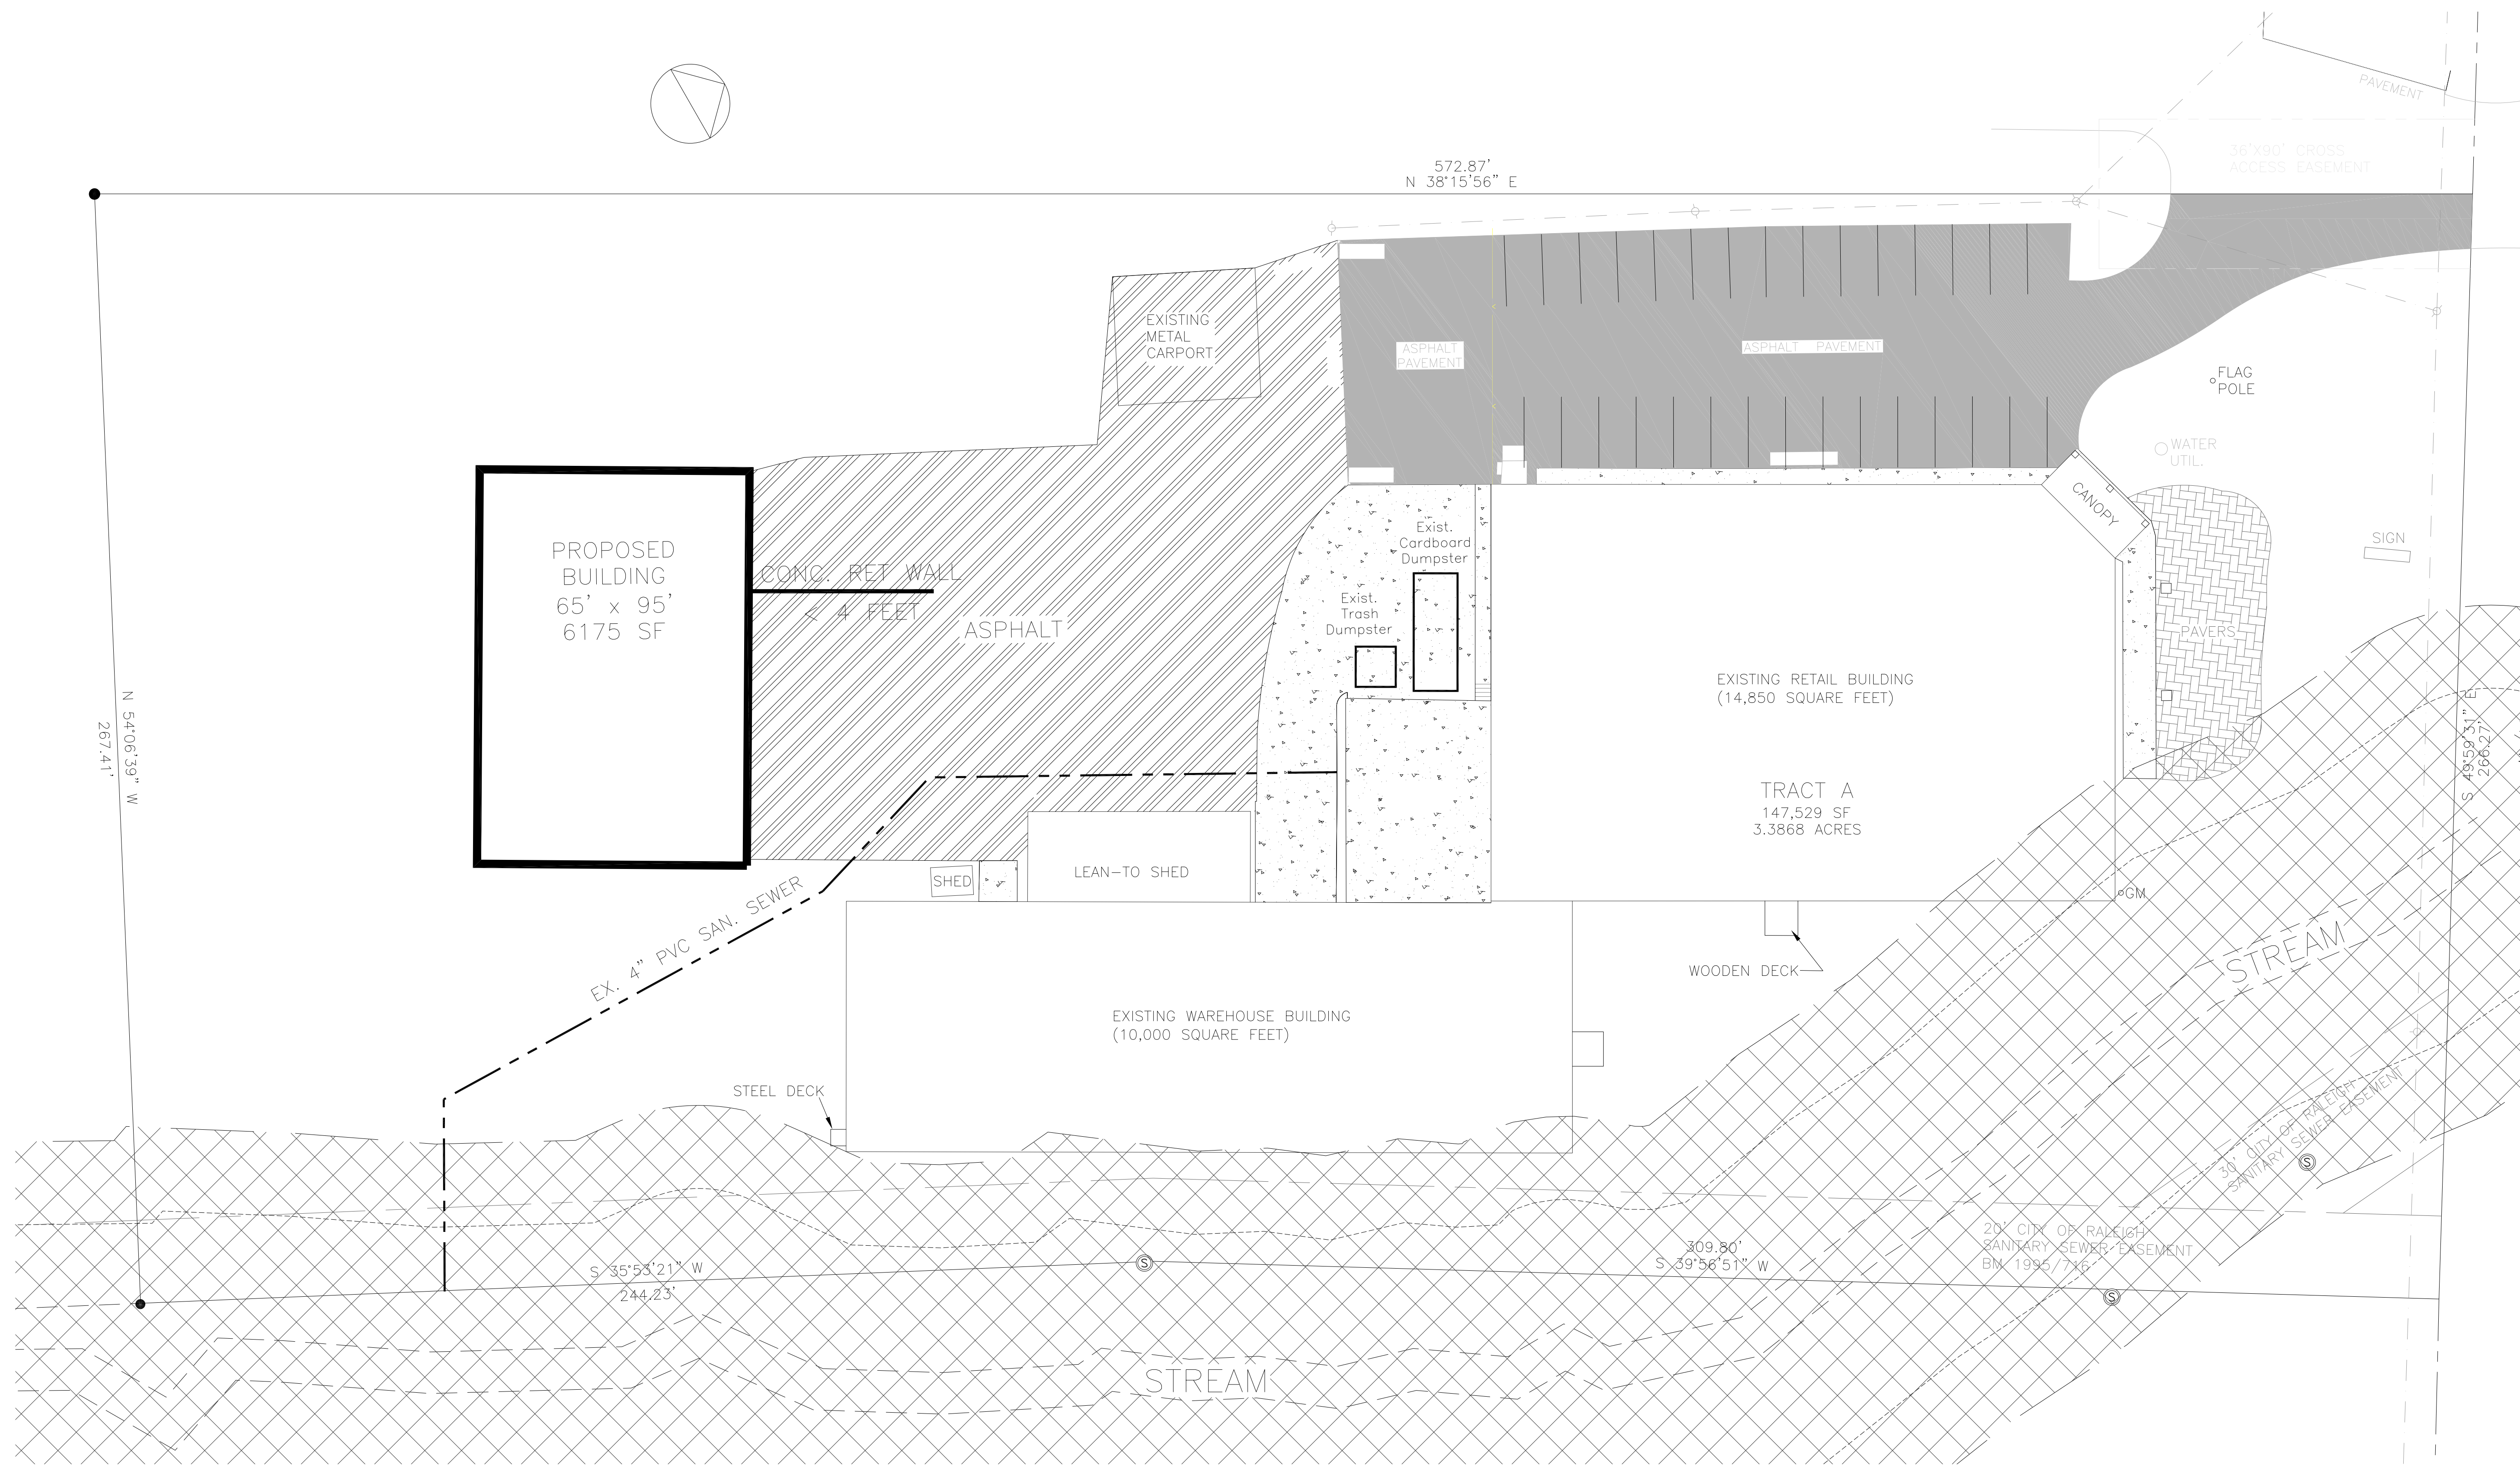 PAVEMENT
36'X90' CROSS
ACCESS EASEMENT
572.87'
N 38°15'56" E
EXISTING
METAL
CARPORT
ASPHALT
PAVEMENT
ASPHALT PAVEMENT
FLAG
POLE
WATER
UTIL.
CANOPY
SIGN
PROPOSED
BUILDING
65' x 95'
6175 SF
CONC. RET WALL
< 4 FEET
ASPHALT
Exist.
Cardboard
Dumpster
Exist.
Trash
Dumpster
PAVERS
EXISTING RETAIL BUILDING
(14,850 SQUARE FEET)
TRACT A
147,529 SF
3.3868 ACRES
N 54°06'39" W
267.41'
S 49°59'31" E
266.27'
SHED
LEAN-TO SHED
GM
EX. 4" PVC SAN. SEWER
STREAM
WOODEN DECK
EXISTING WAREHOUSE BUILDING
(10,000 SQUARE FEET)
STEEL DECK
30' CITY OF RALEIGH
SANITARY SEWER EASEMENT
S
20' CITY OF RALEIGH
SANITARY SEWER EASEMENT
BM 1995/716
309.80'
S 39°56'51" W
S
S 35°53'21" W
244.23'
S
STREAM